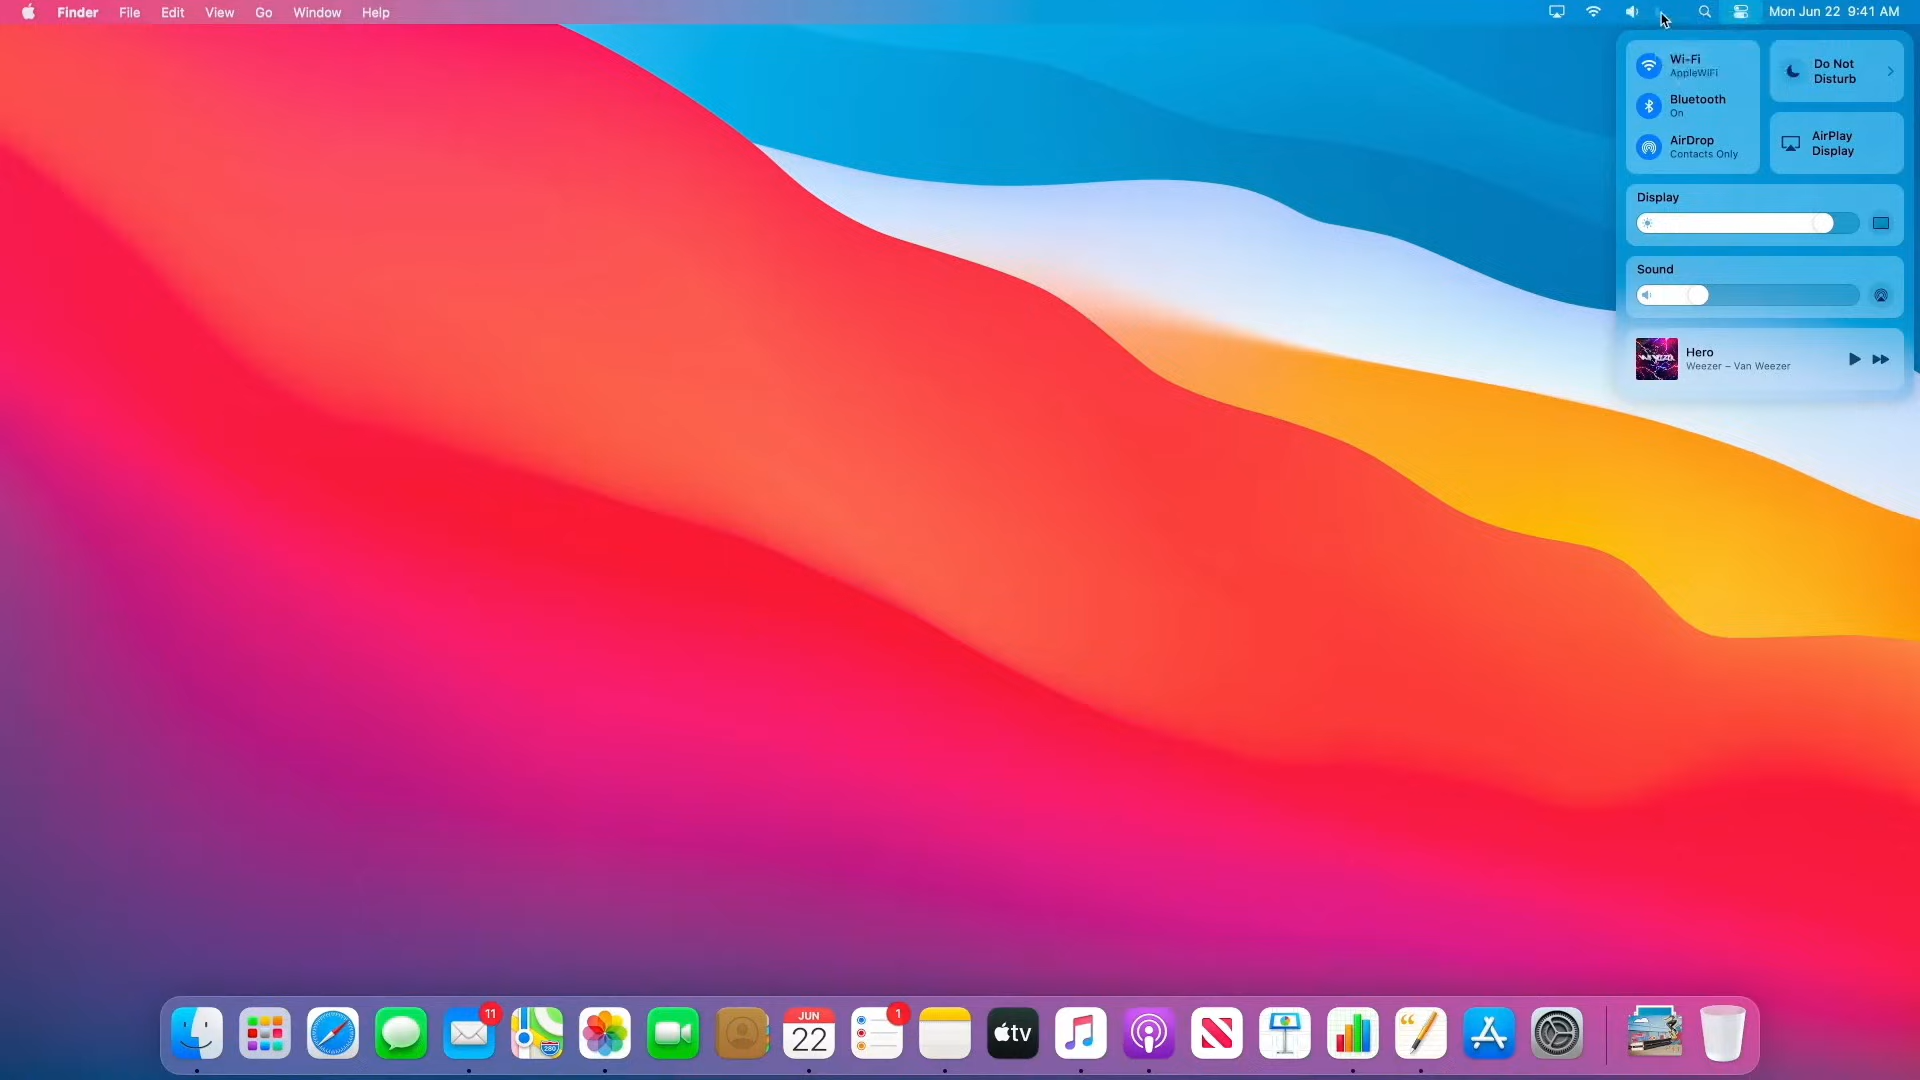 Finder File Edit View Go Window Help
Mon Jun 22 9:41 AM
Wi-Fi
AppleWiFi
Bluetooth
On
AirDrop
Contacts Only
Do Not
Disturb
AirPlay
Display
Display
Sound
Hero
Weezer – Van Weezer
11
280
JUN
22
1
tv